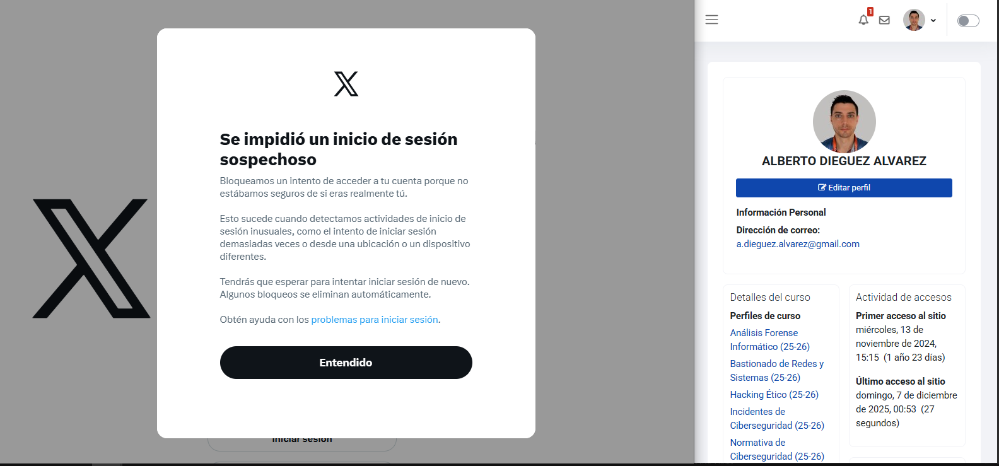 Se impidió un inicio de sesión
sospechoso
Bloqueamos un intento de acceder a tu cuenta porque no
estábamos seguros de si eras realmente tú.
Esto sucede cuando detectamos actividades de inicio de
sesión inusuales, como el intento de iniciar sesión
demasiadas veces o desde una ubicación o un dispositivo
diferentes.
Tendrás que esperar para intentar iniciar sesión de nuevo.
Algunos bloqueos se eliminan automáticamente.
Obtén ayuda con los problemas para iniciar sesión.
Entendido
Iniciar sesión
1
ALBERTO DIEGUEZ ALVAREZ
Editar perfil
Información Personal
Dirección de correo:
a.dieguez.alvarez@gmail.com
Detalles del curso
Perfiles de curso
Análisis Forense
Informático (25-26)
Bastionado de Redes y
Sistemas (25-26)
Hacking Ético (25-26)
Incidentes de
Ciberseguridad (25-26)
Normativa de
Ciberseguridad (25-26)
Actividad de accesos
Primer acceso al sitio
miércoles, 13 de
noviembre de 2024,
15:15 (1 año 23 días)
Último acceso al sitio
domingo, 7 de diciembre
de 2025, 00:53 (27
segundos)